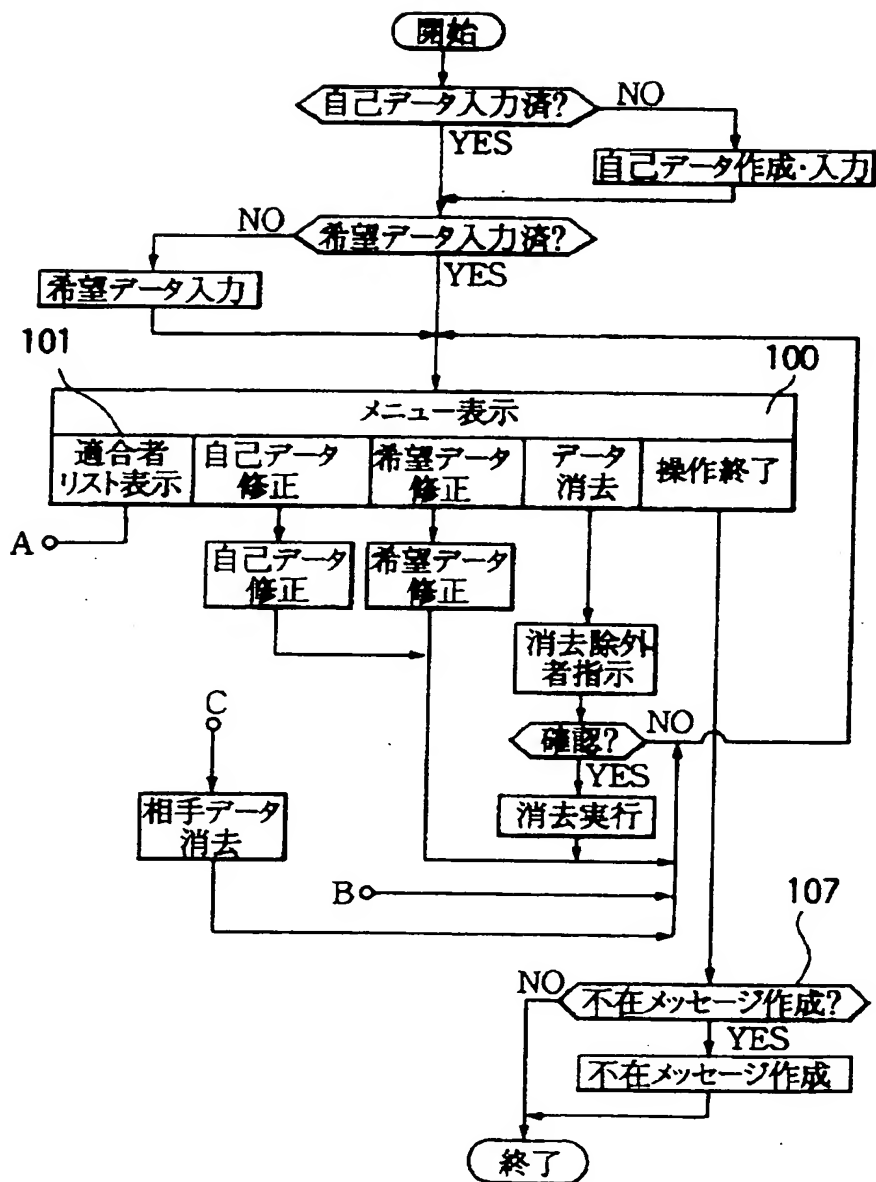 開始
自己データ入力済?
NO
YES
自己データ作成・入力
NO
希望データ入力済?
YES
希望データ入力
101
100
メニュー表示
適合者
リスト表示
自己データ
修正
希望データ
修正
データ
消去
操作終了
A
自己データ
修正
希望データ
修正
消去除外
者指示
C
確認?
NO
YES
相手データ
消去
消去実行
B
107
NO
不在メッセージ作成?
YES
不在メッセージ作成
終了